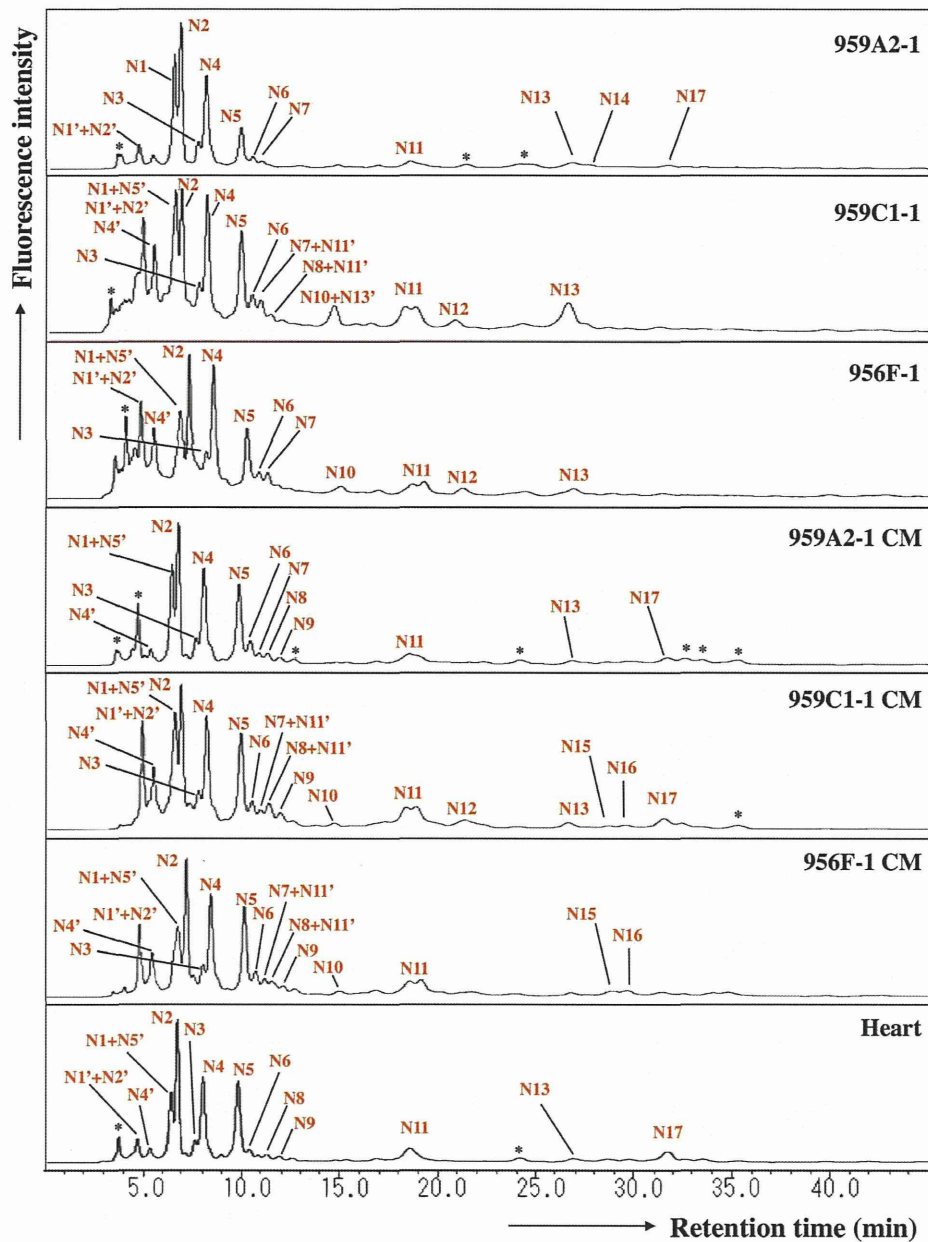 Fluorescence intensity
959A2-1
N2
N1
N4
N3
N1'+N2'
*
N5
N6
N7
N11
*
*
N13
N14
N17
959C1-1
N1+N5'
N2
N4
N1'+N2'
N4'
N3
*
N5
N6
N7+N11'
N8+N11'
N10+N13'
N11
N12
N13
956F-1
N1+N5'
N2
N4
N1'+N2'
*
N4'
N3
N5
N6
N7
N10
N11
N12
N13
959A2-1 CM
N2
N1+N5'
N4
N3
*
N4'
*
N5
N6
N7
N8
N9
*
N11
*
N13
N17
*
*
*
959C1-1 CM
N1+N5'
N2
N1'+N2'
N4
N4'
N3
N5
N6
N7+N11'
N8+N11'
N9
N10
N11
N12
N13
N15
N16
N17
*
956F-1 CM
N2
N1+N5'
N4
N1'+N2'
N4'
N3
N5
N6
N7+N11'
N8+N11'
N9
N10
N11
N15
N16
Heart
N2
N3
N1+N5'
N4
N1'+N2'
N4'
*
N5
N6
N8
N9
N11
*
N13
N17
5.0 10.0 15.0 20.0 25.0 30.0 35.0 40.0
Retention time (min)